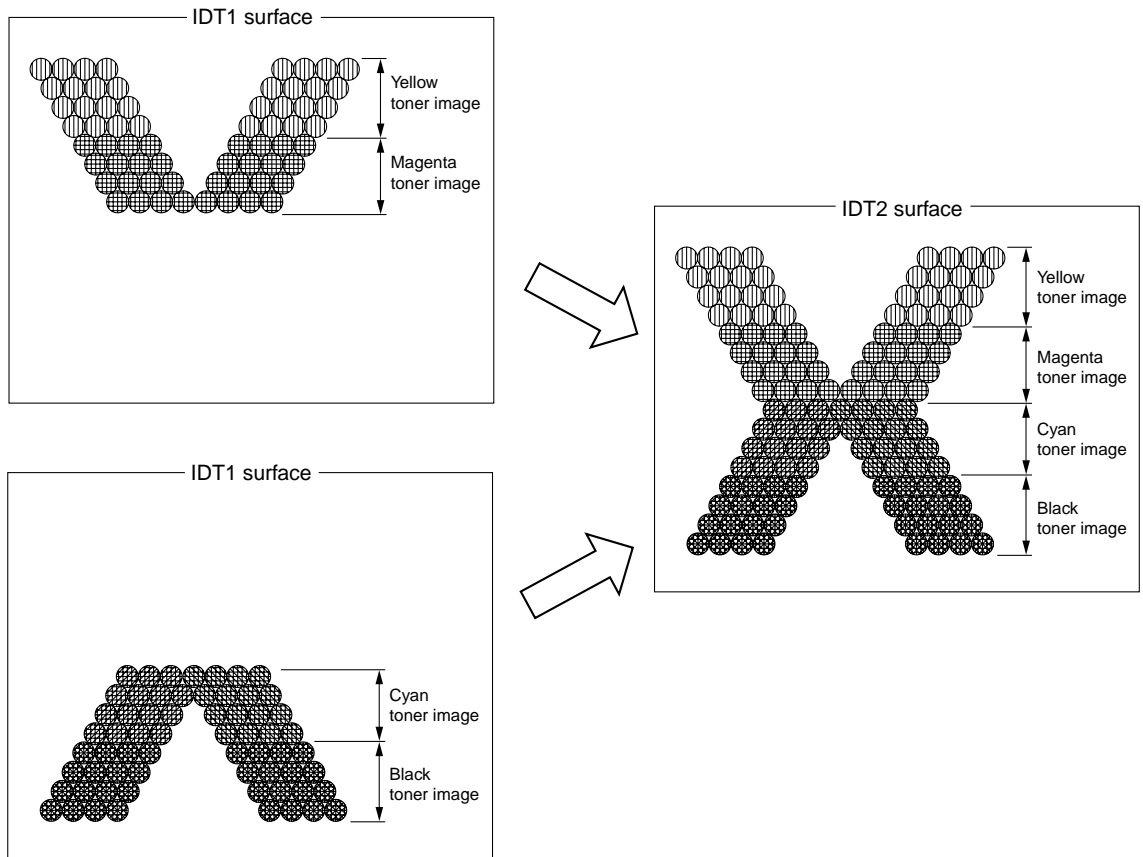 IDT1 surface
Yellow
toner image
Magenta
toner image
IDT1 surface
Cyan
toner image
Black
toner image
IDT2 surface
Yellow
toner image
Magenta
toner image
Cyan
toner image
Black
toner image